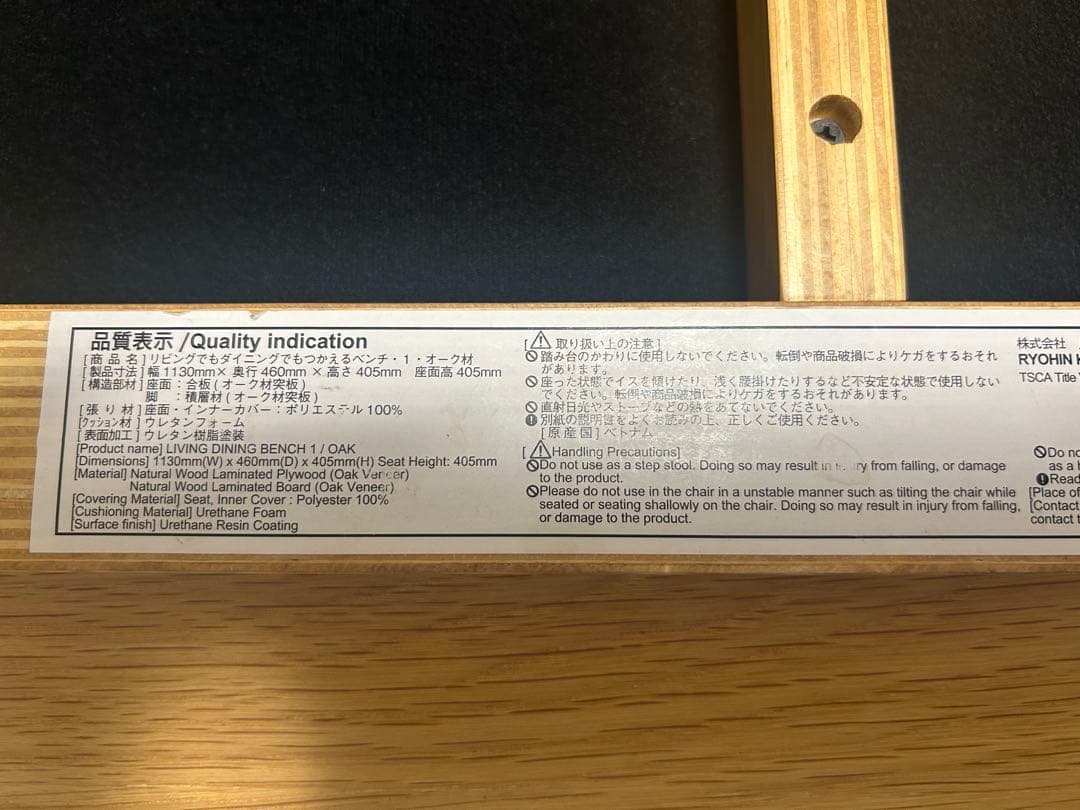 品質表示 /Quality indication
[ 商 品 名 ] リビングでもダイニングでもつかえるベンチ・1・オーク材
[ 製品寸法 ] 幅 1130mm× 奥行 460mm × 高さ 405mm 座面高 405mm
[ 構造部材 ] 座面 : 合板 ( オーク材突板 )
脚 : 積層材 ( オーク材突板 )
[ 張 り 材 ] 座面・インナーカバー : ポリエステル 100%
[ｸｯｼｮﾝ材] ウレタンフォーム
[ 表面加工 ] ウレタン樹脂塗装
[Product name] LIVING DINING BENCH 1 / OAK
[Dimensions] 1130mm(W) x 460mm(D) x 405mm(H) Seat Height: 405mm
[Material] Natural Wood Laminated Plywood (Oak Veneer)
Natural Wood Laminated Board (Oak Veneer)
[Covering Material] Seat, Inner Cover : Polyester 100%
[Cushioning Material] Urethane Foam
[Surface finish] Urethane Resin Coating
[ ⚠ 取り扱い上の注意 ]
踏み台のかわりに使用しないでください。転倒や商品破損によりケガをするおそれ
があります。
座った状態でイスを傾けたり、浅く腰掛けたりするなど不安定な状態で使用しない
でください。転倒や商品破損によりケガをするおそれがあります。
直射日光やストーブなどの熱をあてないでください。
別紙の説明書をよくお読みの上、正しくご使用ください。
[ 原 産 国 ] ベトナム
[ ⚠Handling Precautions]
Do not use as a step stool. Doing so may result in ry from falling, or damage
to the product.
Please do not use in the chair in a unstable manner such as tilting the chair while
seated or seating shallowly on the chair. Doing so may result in injury from falling,
or damage to the product.
株式会社
RYOHIN
TSCA Title
Do
as a
Read
[Place of
[Contact
contact